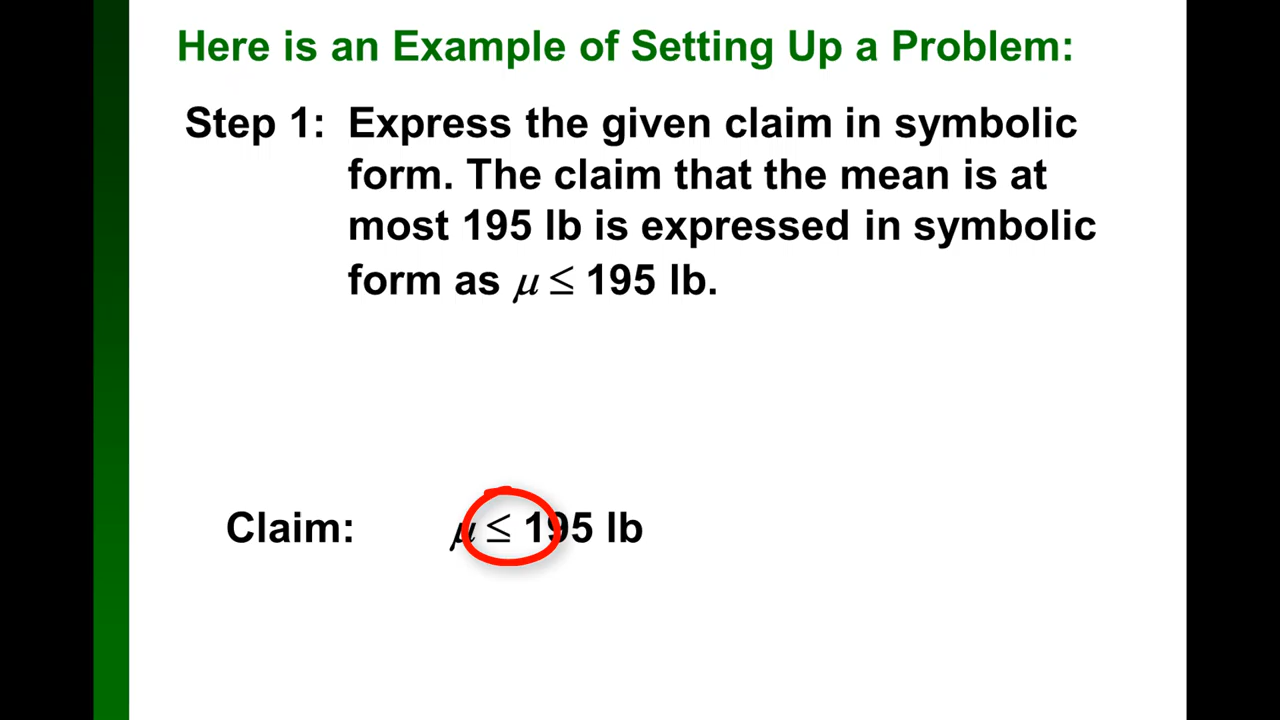 Here is an Example of Setting Up a Problem:
Step 1: Express the given claim in symbolic
form. The claim that the mean is at
most 195 lb is expressed in symbolic
form as μ ≤ 195 lb.
Claim: μ ≤ 195 lb